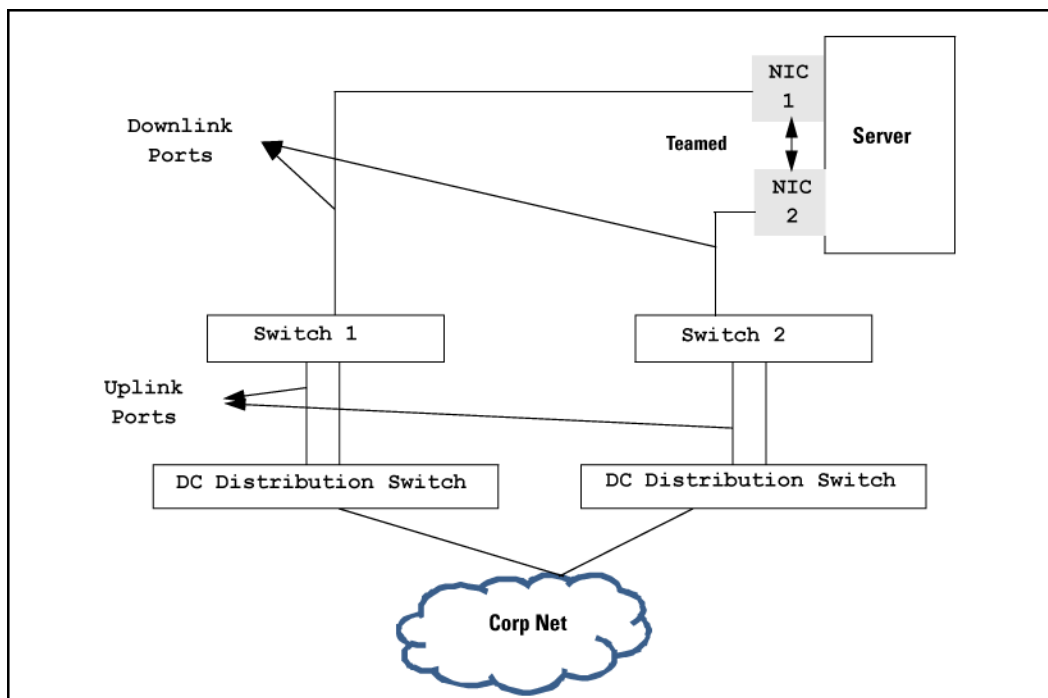 NIC
1
Downlink
Ports
Teamed
Server
NIC
2
Switch 1
Switch 2
Uplink
Ports
DC Distribution Switch
DC Distribution Switch
Corp Net